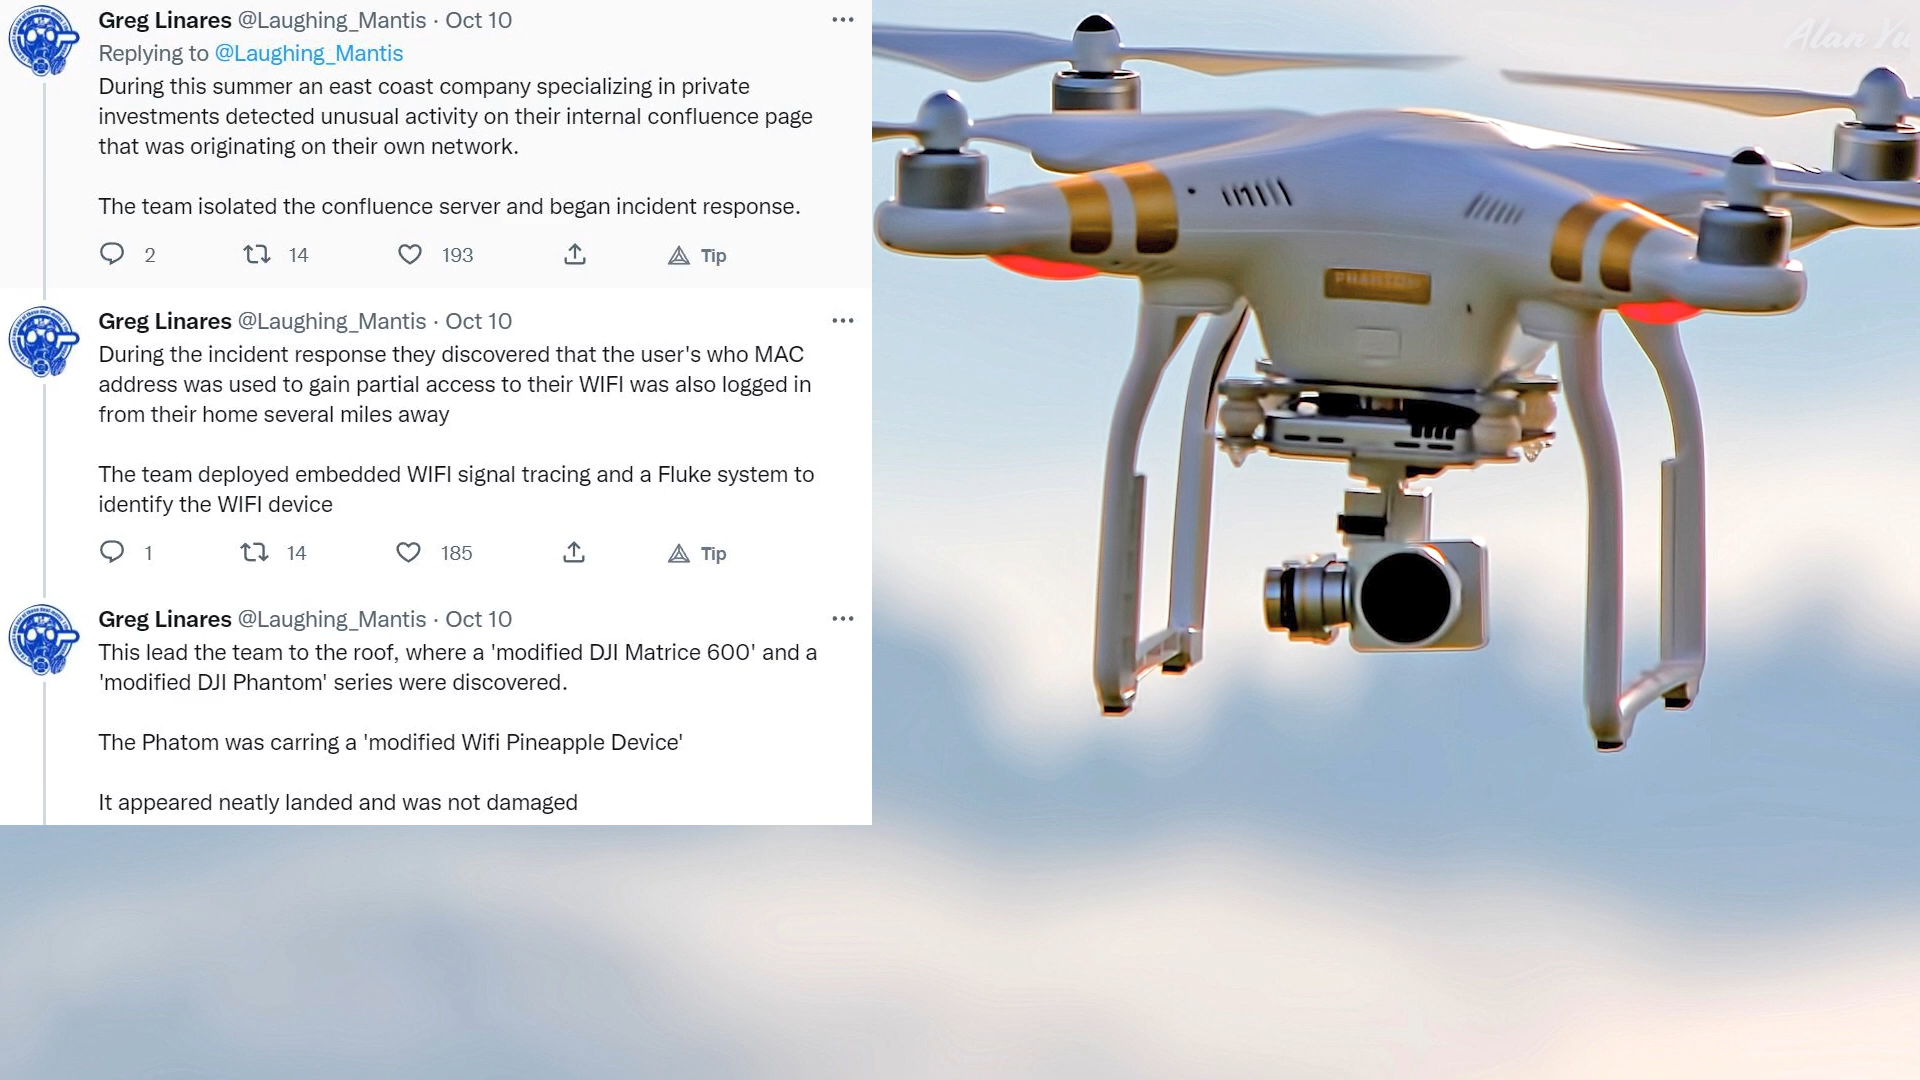 Greg Linares @Laughing_Mantis · Oct 10
Replying to @Laughing_Mantis
During this summer an east coast company specializing in private
investments detected unusual activity on their internal confluence page
that was originating on their own network.
The team isolated the confluence server and began incident response.
2 14 193 Tip
Greg Linares @Laughing_Mantis · Oct 10
During the incident response they discovered that the user's who MAC
address was used to gain partial access to their WIFI was also logged in
from their home several miles away
The team deployed embedded WIFI signal tracing and a Fluke system to
identify the WIFI device
1 14 185 Tip
Greg Linares @Laughing_Mantis · Oct 10
This lead the team to the roof, where a 'modified DJI Matrice 600' and a
'modified DJI Phantom' series were discovered.
The Phatom was carring a 'modified Wifi Pineapple Device'
It appeared neatly landed and was not damaged
Alan Yu
PHANTOM